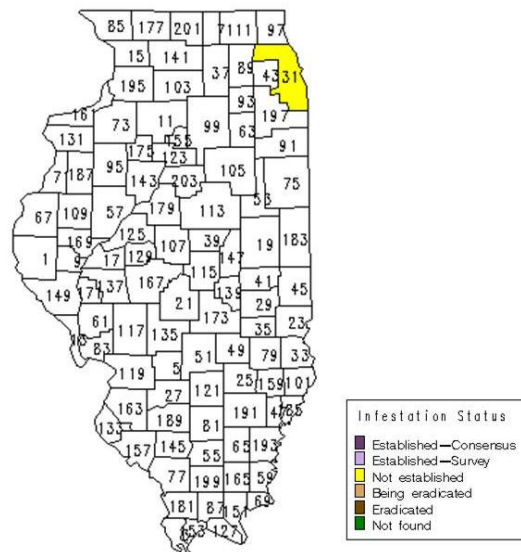 85 177 201 7 111 97
15 141 37 89 43 31
195 103 93
161 73 11 99 63 197
131 175 155 123 91
7 187 95 143 203 105 75
67 109 57 179 113 53
169 125 107 39 19 183
1 9 17 129 147
149 171 137 167 115 41 45
21 139 29
61 117 135 173 35 23
13 83 51 49 79 33
119 5 25 159 101
27 121
163 189 81 191 47 185
133 157 145 65 193
77 55
199 165 59
181 87 151 69
153 127
Infestation Status
Established—Consensus
Established—Survey
Not established
Being eradicated
Eradicated
Not found